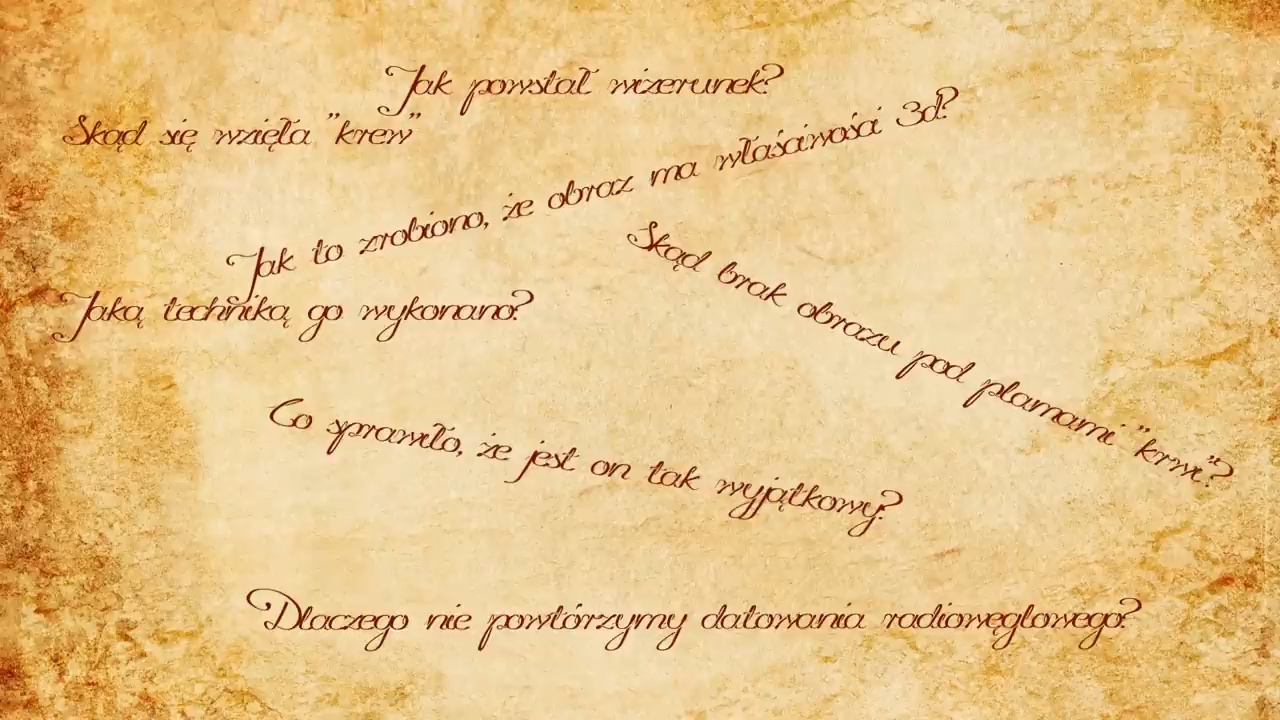 Jak powstał wizerunek?
Skąd się wzięła "krew"
Jak to zrobiono, że obraz ma właściwości 3d?
Skąd brak obrazu pod plamami "krwi"?
Jaką techniką go wykonano?
Co sprawiło, że jest on tak wyjątkowy?
Dlaczego nie powtórzymy datowania radiowęglowego?